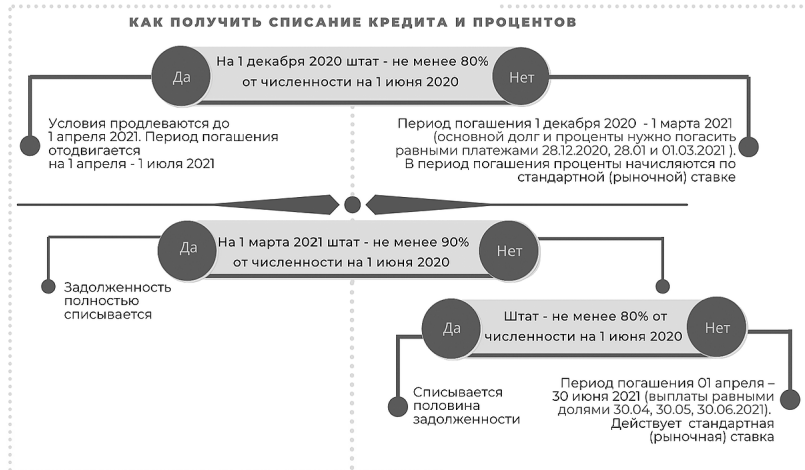 КАК ПОЛУЧИТЬ СПИСАНИЕ КРЕДИТА И ПРОЦЕНТОВ
Да
На 1 декабря 2020 штат - не менее 80%
от численности на 1 июня 2020
Нет
Условия продлеваются до
1 апреля 2021. Период погашения
отодвигается
на 1 апреля - 1 июля 2021
Период погашения 1 декабря 2020 - 1 марта 2021
(основной долг и проценты нужно погасить
равными платежами 28.12.2020, 28.01 и 01.03.2021 ).
В период погашения проценты начисляются по
стандартной (рыночной) ставке
Да
На 1 марта 2021 штат - не менее 90%
от численности на 1 июня 2020
Нет
Задолженность
полностью
списывается
Да
Штат - не менее 80% от
численности на 1 июня 2020
Нет
Списывается
половина
задолженности
Период погашения 01 апреля –
30 июня 2021 (выплаты равными
долями 30.04, 30.05, 30.06.2021).
Действует стандартная
(рыночная) ставка